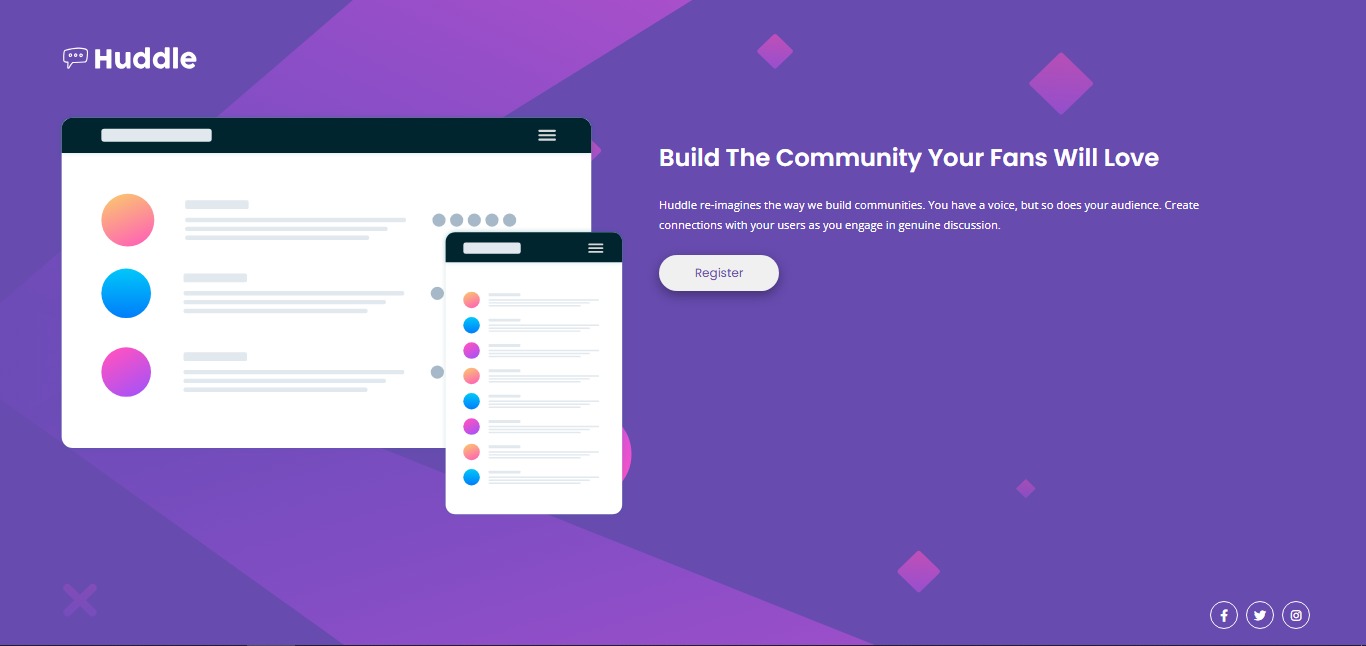 Huddle
Build The Community Your Fans Will Love
Huddle re-imagines the way we build communities. You have a voice, but so does your audience. Create
connections with your users as you engage in genuine discussion.
Register